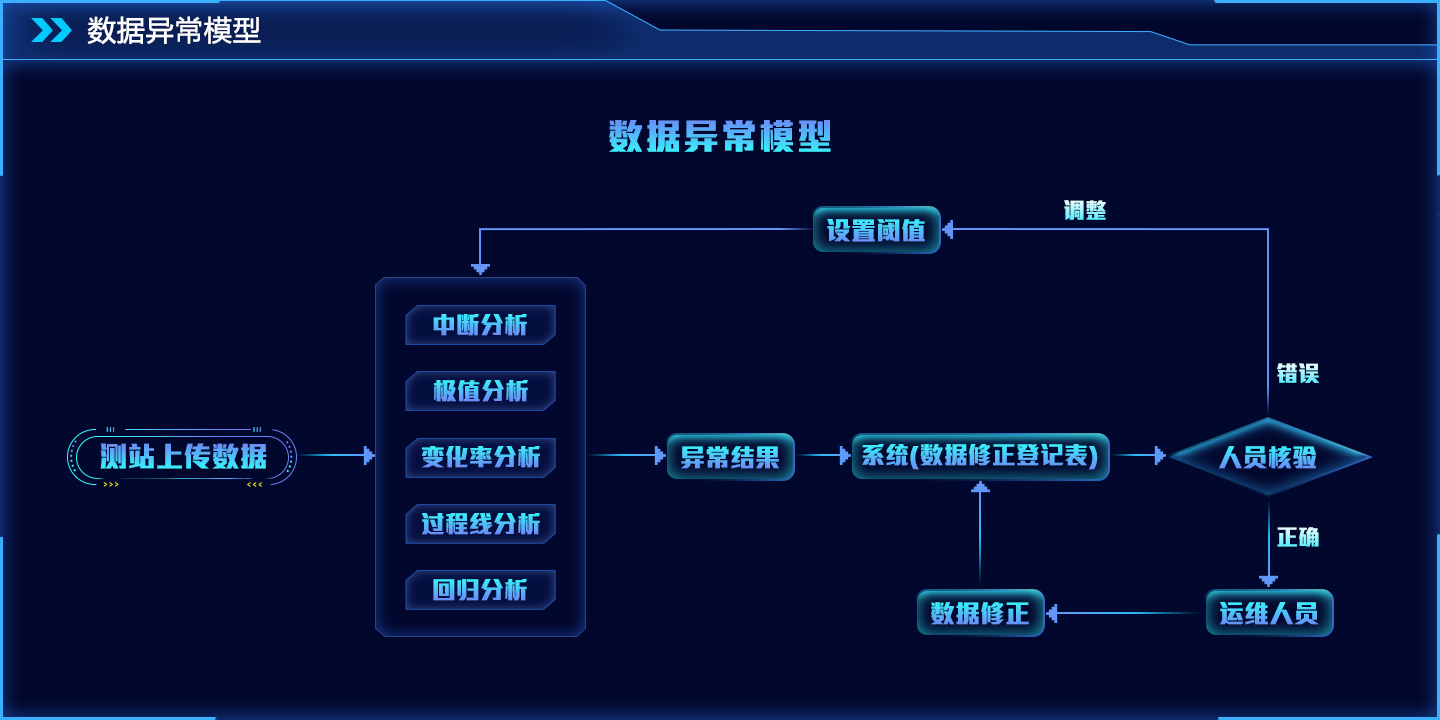 数据异常模型
数据异常模型
调整
设置阈值
中断分析
极值分析
变化率分析
过程线分析
回归分析
测站上传数据
异常结果
系统(数据修正登记表)
人员核验
错误
正确
数据修正
运维人员